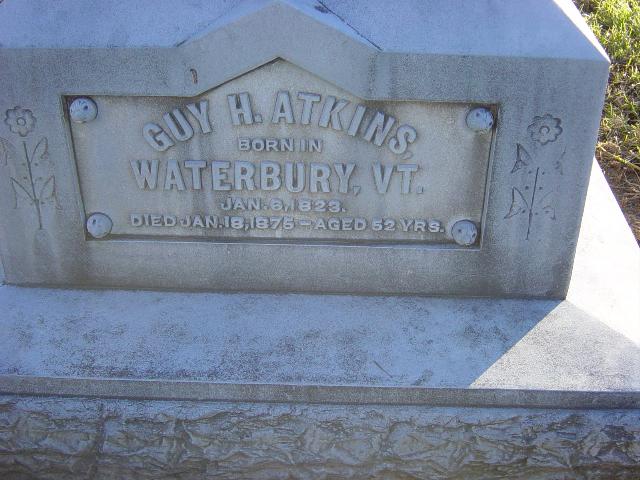 GUY H. ATKINS,
BORN IN
WATERBURY, VT.
JAN. 6, 1823.
DIED JAN. 18, 1875 – AGED 52 YRS.